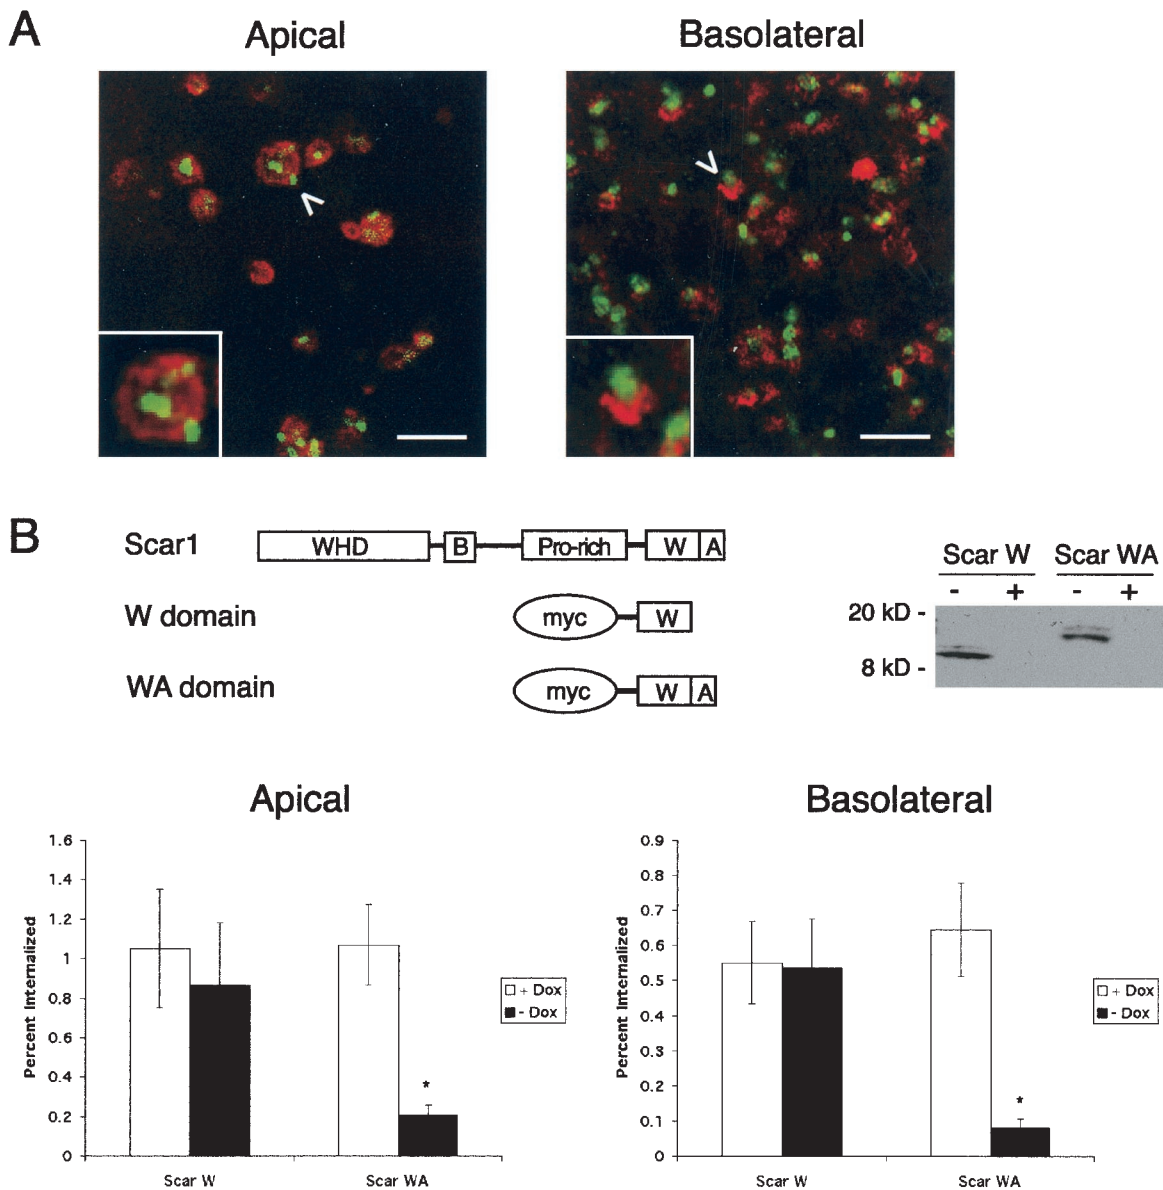 A
Apical
Basolateral
B
Scar1
WHD
B
Pro-rich
W
A
W domain
myc
W
WA domain
myc
W
A
Scar W
Scar WA
- + - +
20 kD -
8 kD -
Apical
Percent Internalized
1.6
1.4
1.2
1
0.8
0.6
0.4
0.2
0
Scar W
Scar WA
*
+ Dox
- Dox
Basolateral
Percent Internalized
0.9
0.8
0.7
0.6
0.5
0.4
0.3
0.2
0.1
0
Scar W
Scar WA
*
+ Dox
- Dox